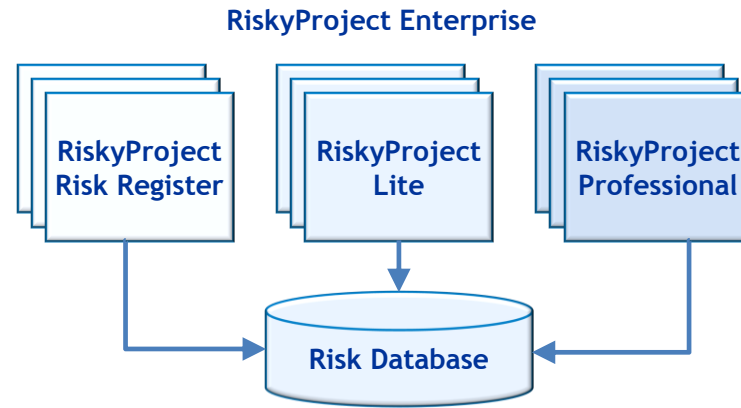 RiskyProject Enterprise
RiskyProject
Risk Register
RiskyProject
Lite
RiskyProject
Professional
Risk Database